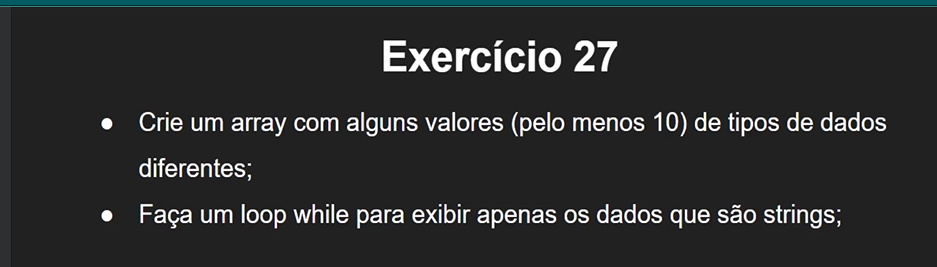 Exercício 27
● Crie um array com alguns valores (pelo menos 10) de tipos de dados
diferentes;
● Faça um loop while para exibir apenas os dados que são strings;